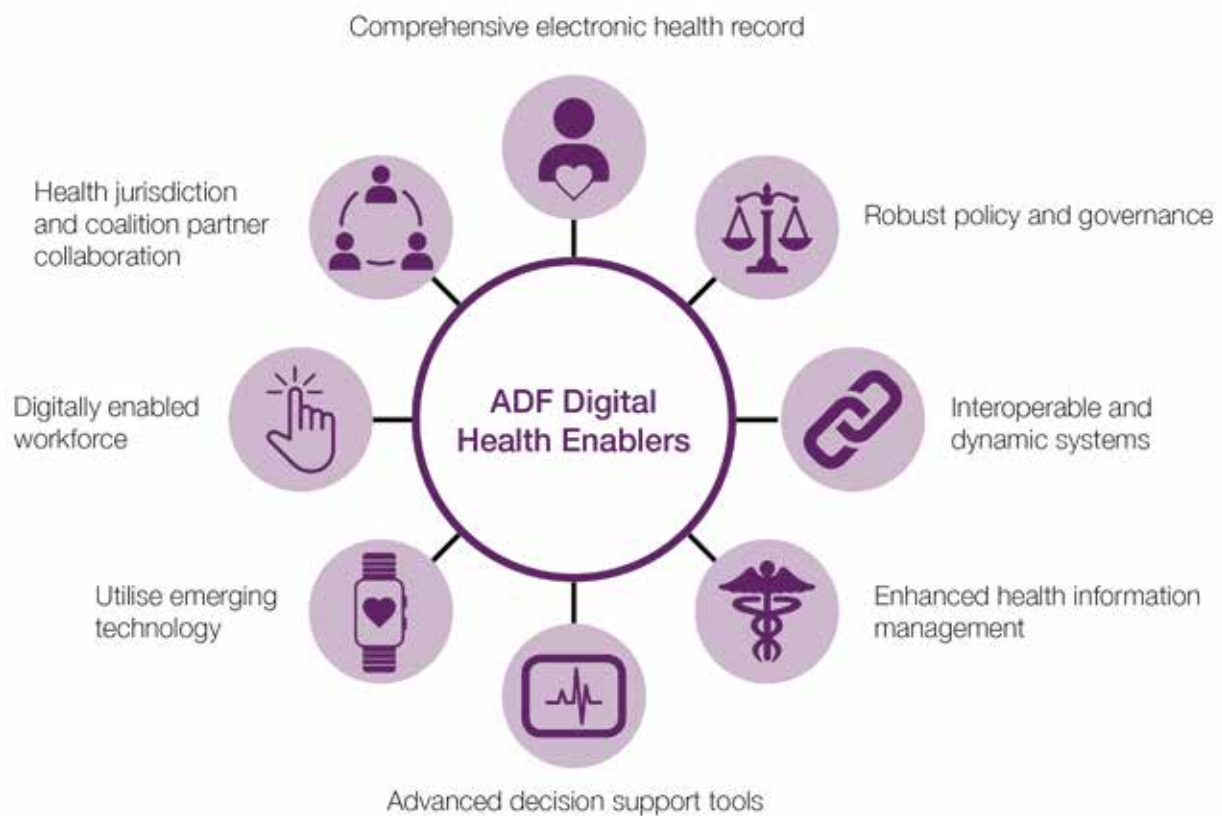 Comprehensive electronic health record
Health jurisdiction
and coalition partner
collaboration
Robust policy and governance
Digitally enabled
workforce
ADF Digital
Health Enablers
Interoperable and
dynamic systems
Utilise emerging
technology
Enhanced health information
management
Advanced decision support tools